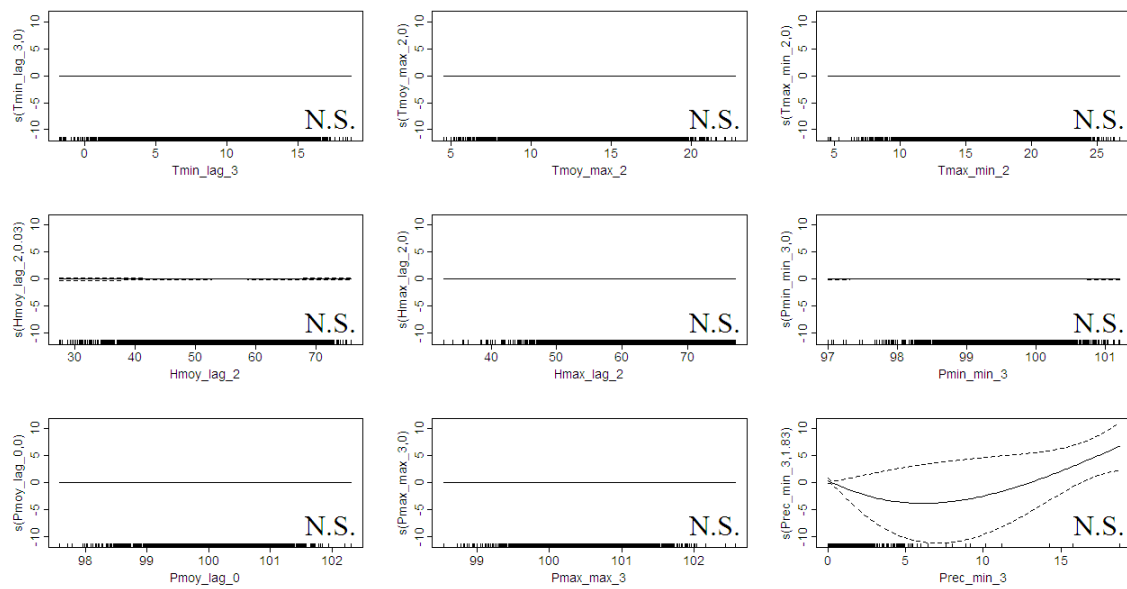 s(Tmin_lag_3,0)
10
5
0
-5
-10
N.S.
0 5 10 15
Tmin_lag_3
s(Tmoy_max_2,0)
10
5
0
-5
-10
N.S.
5 10 15 20
Tmoy_max_2
s(Tmax_min_2,0)
10
5
0
-5
-10
N.S.
5 10 15 20 25
Tmax_min_2
s(Hmoy_lag_2,0.03)
10
5
0
-5
-10
N.S.
30 40 50 60 70
Hmoy_lag_2
s(Hmax_lag_2,0)
10
5
0
-5
-10
N.S.
40 50 60 70
Hmax_lag_2
s(Pmin_min_3,0)
10
5
0
-5
-10
N.S.
97 98 99 100 101
Pmin_min_3
s(Pmoy_lag_0,0)
10
5
0
-5
-10
N.S.
98 99 100 101 102
Pmoy_lag_0
s(Pmax_max_3,0)
10
5
0
-5
-10
N.S.
99 100 101 102
Pmax_max_3
s(Prec_min_3,1.83)
10
5
0
-5
-10
N.S.
0 5 10 15
Prec_min_3